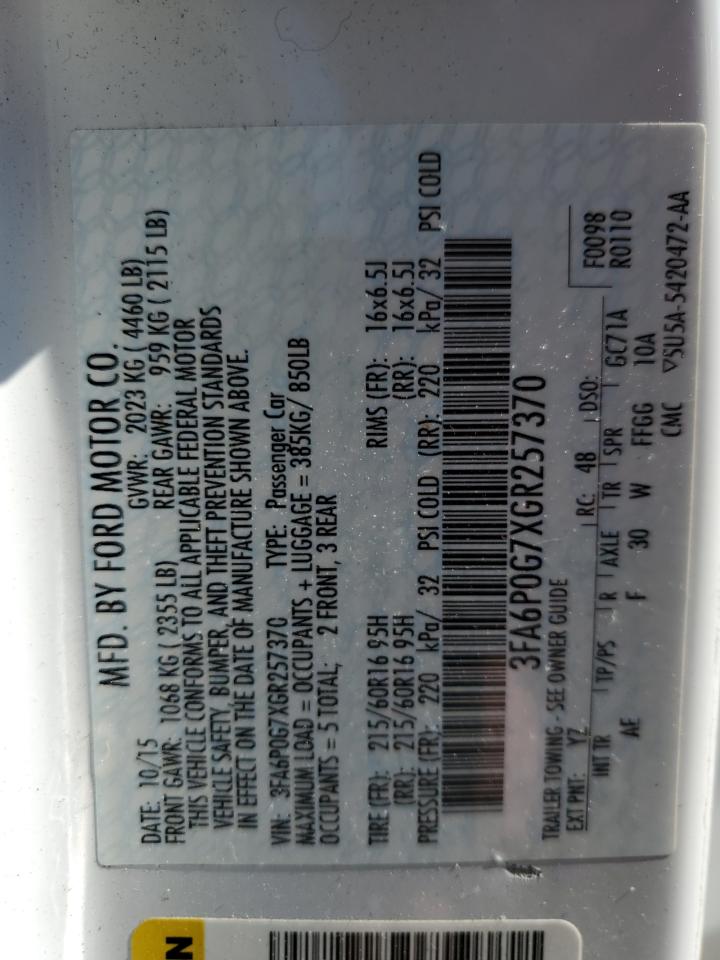 MFD. BY FORD MOTOR CO.
DATE: 10/15 GVWR: 2023 KG ( 4460 LB)
FRONT GAWR: 1068 KG ( 2355 LB) REAR GAWR: 959 KG ( 2115 LB)
THIS VEHICLE CONFORMS TO ALL APPLICABLE FEDERAL MOTOR
VEHICLE SAFETY, BUMPER, AND THEFT PREVENTION STANDARDS
IN EFFECT ON THE DATE OF MANUFACTURE SHOWN ABOVE.
VIN: 3FA6P0G7XGR257370 TYPE: Passenger Car
MAXIMUM LOAD = OCCUPANTS + LUGGAGE = 385KG/ 850LB
OCCUPANTS = 5 TOTAL, 2 FRONT, 3 REAR
TIRE (FR): 215/60R16 95H RIMS (FR): 16x6.5J
(RR): 215/60R16 95H (RR): 16x6.5J
PRESSURE (FR): 220 kPa/ 32 PSI COLD (RR): 220 kPa/ 32 PSI COLD
3FA6P0G7XGR257370
TRAILER TOWING - SEE OWNER GUIDE
F0098
EXT PNT: YZ RC: 48 DSO: R0110
INT TR TP/PS R AXLE TR SPR GC71A
AE F 30 W FFGG 10A
CMC ▽5U5A-5420472-AA
N